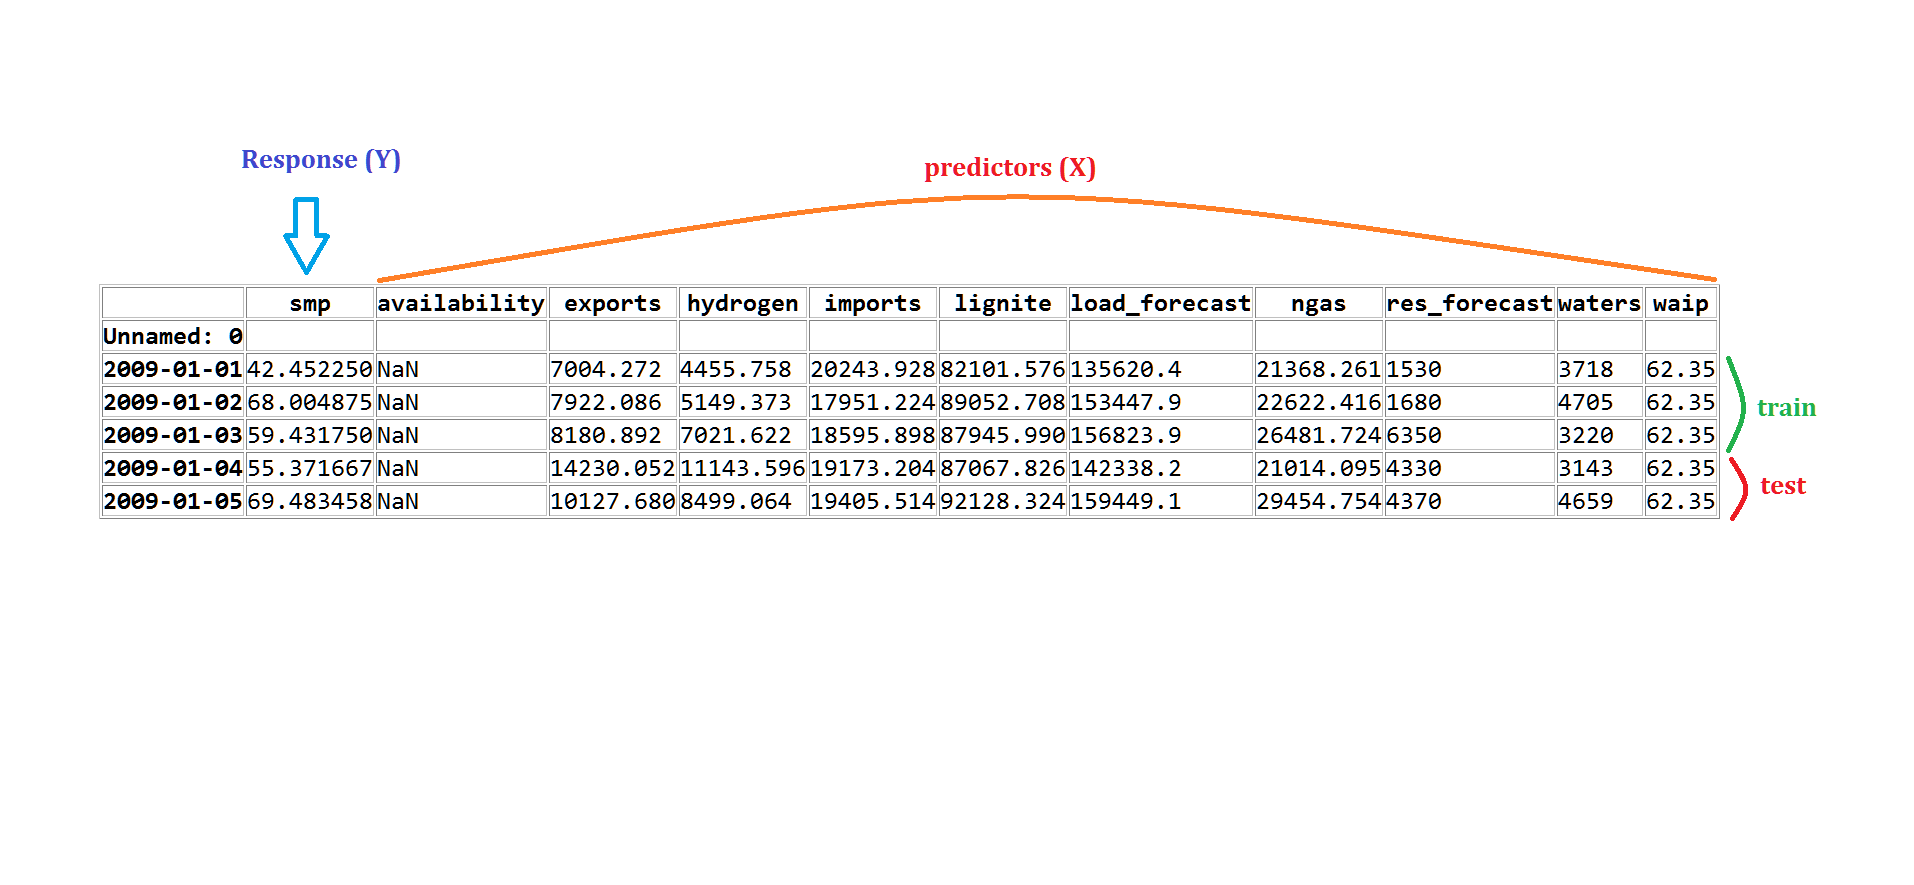 Response (Y)
predictors (X)
smp availability exports hydrogen imports lignite load_forecast ngas res_forecast waters waip
Unnamed: 0
2009-01-01 42.452250 NaN 7004.272 4455.758 20243.928 82101.576 135620.4 21368.261 1530 3718 62.35
2009-01-02 68.004875 NaN 7922.086 5149.373 17951.224 89052.708 153447.9 22622.416 1680 4705 62.35
train
2009-01-03 59.431750 NaN 8180.892 7021.622 18595.898 87945.990 156823.9 26481.724 6350 3220 62.35
2009-01-04 55.371667 NaN 14230.052 11143.596 19173.204 87067.826 142338.2 21014.095 4330 3143 62.35
test
2009-01-05 69.483458 NaN 10127.680 8499.064 19405.514 92128.324 159449.1 29454.754 4370 4659 62.35